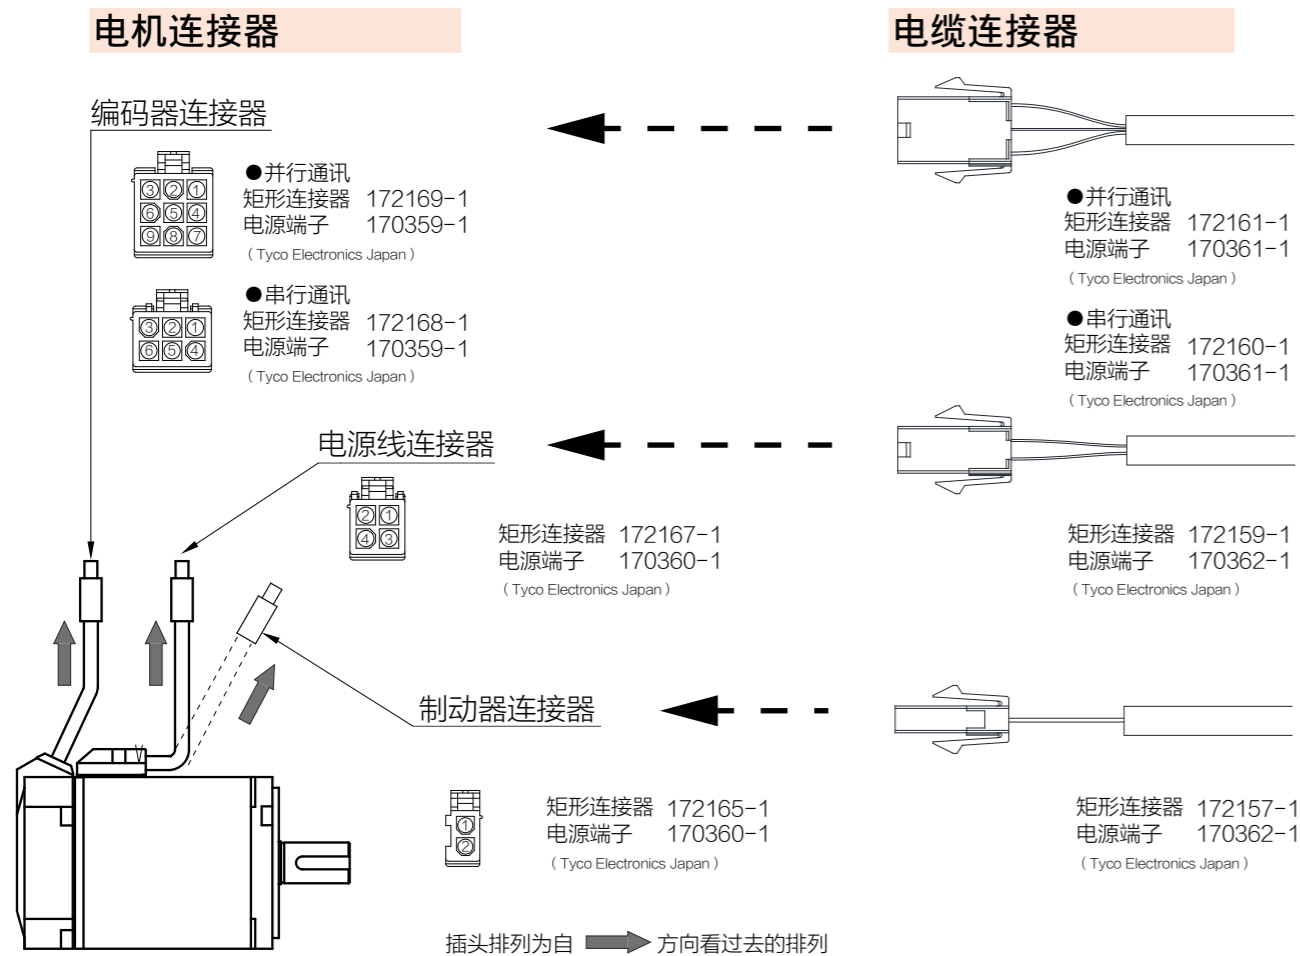 电机连接器
电缆连接器
编码器连接器
③②①
⑥⑤④
⑨⑧⑦
●并行通讯
矩形连接器 172169-1
电源端子 170359-1
（Tyco Electronics Japan）
③②①
⑥⑤④
●串行通讯
矩形连接器 172168-1
电源端子 170359-1
（Tyco Electronics Japan）
●并行通讯
矩形连接器 172161-1
电源端子 170361-1
（Tyco Electronics Japan）
●串行通讯
矩形连接器 172160-1
电源端子 170361-1
（Tyco Electronics Japan）
电源线连接器
②①
④③
矩形连接器 172167-1
电源端子 170360-1
（Tyco Electronics Japan）
矩形连接器 172159-1
电源端子 170362-1
（Tyco Electronics Japan）
制动器连接器
①
②
矩形连接器 172165-1
电源端子 170360-1
（Tyco Electronics Japan）
矩形连接器 172157-1
电源端子 170362-1
（Tyco Electronics Japan）
插头排列为自 方向看过去的排列